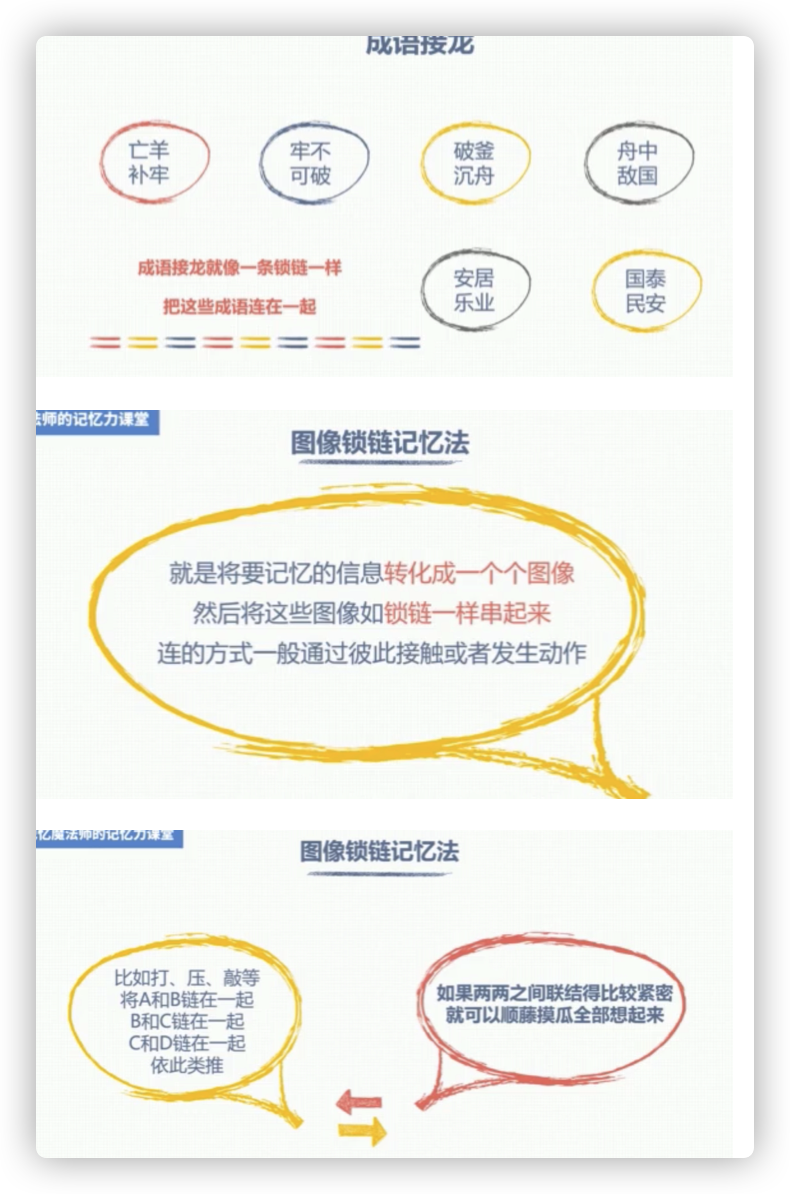 成语接龙
亡羊
补牢
牢不
可破
破釜
沉舟
舟中
敌国
成语接龙就像一条锁链一样
把这些成语连在一起
安居
乐业
国泰
民安
法师的记忆力课堂
图像锁链记忆法
就是将要记忆的信息转化成一个个图像
然后将这些图像如锁链一样串起来
连的方式一般通过彼此接触或者发生动作
忆魔法师的记忆力课堂
图像锁链记忆法
比如打、压、敲等
将A和B链在一起
B和C链在一起
C和D链在一起
依此类推
如果两两之间联结得比较紧密
就可以顺藤摸瓜全部想起来